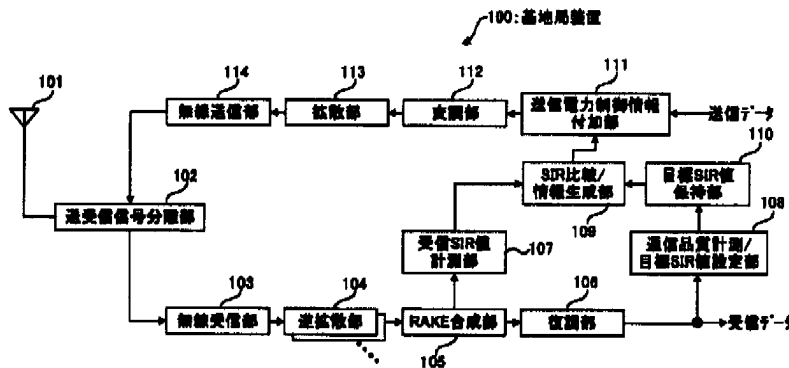 100:基地局装置
101
114
113
112
111
無線送信部
拡散部
変調部
送信電力制御情報
付加部
送信データ
110
102
送受信信号分離部
SIR比較/
情報生成部
目標SIR値
保持部
109
108
受信SIR値
計測部
107
通信品質計測/
目標SIR値設定部
103
104
106
無線受信部
逆拡散部
RAKE合成部
復調部
受信データ
105